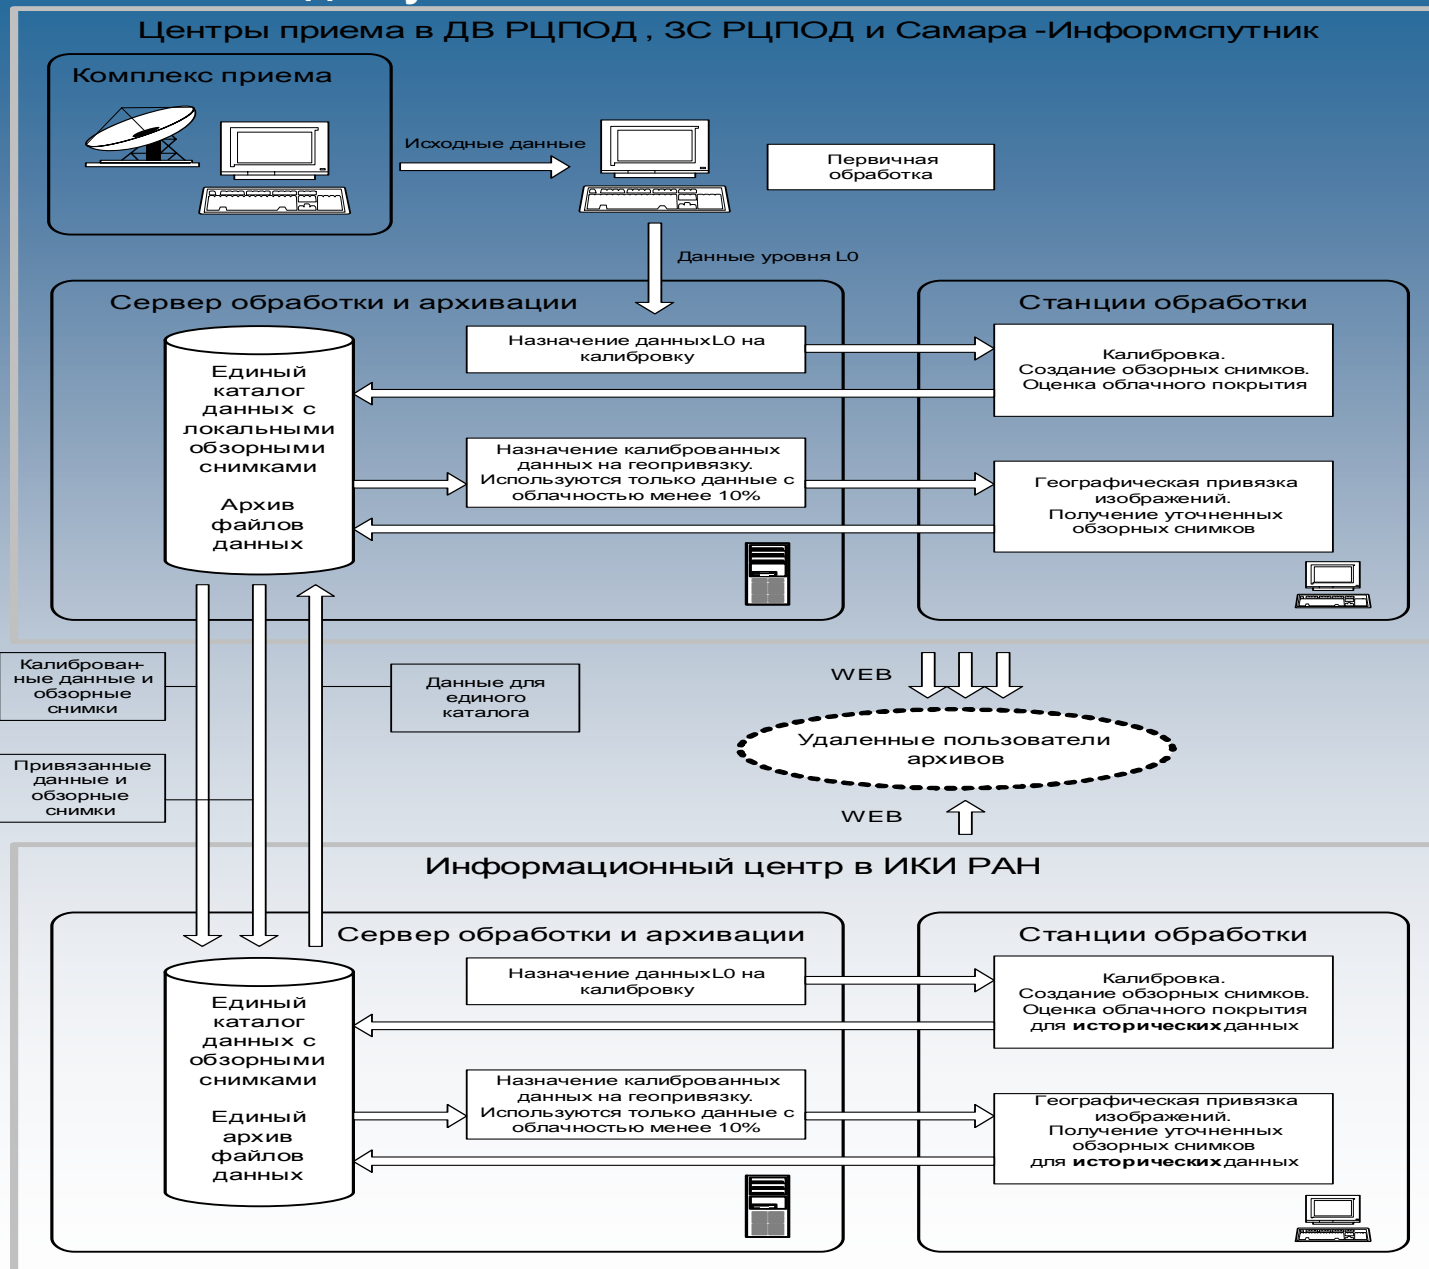 Центры приема в ДВ РЦПОД , ЗС РЦПОД и Самара -Информспутник
Комплекс приема
Исходные данные
Первичная
обработка
Данные уровня L0
Сервер обработки и архивации
Станции обработки
Единый
каталог
данных с
локальными
обзорными
снимками
Архив
файлов
данных
Назначение данныхL0 на
калибровку
Калибровка.
Создание обзорных снимков.
Оценка облачного покрытия
Назначение калиброванных
данных на геопривязку.
Используются только данные с
облачностью менее 10%
Географическая привязка
изображений.
Получение уточненных
обзорных снимков
Калиброван-
ные данные и
обзорные
снимки
Данные для
единого
каталога
Привязанные
данные и
обзорные
снимки
WEB
Удаленные пользователи
архивов
WEB
Информационный центр в ИКИ РАН
Сервер обработки и архивации
Станции обработки
Единый
каталог
данных с
обзорными
снимками
Единый
архив
файлов
данных
Назначение данныхL0 на
калибровку
Калибровка.
Создание обзорных снимков.
Оценка облачного покрытия
для исторических данных
Назначение калиброванных
данных на геопривязку.
Используются только данные с
облачностью менее 10%
Географическая привязка
изображений.
Получение уточненных
обзорных снимков
для исторических данных